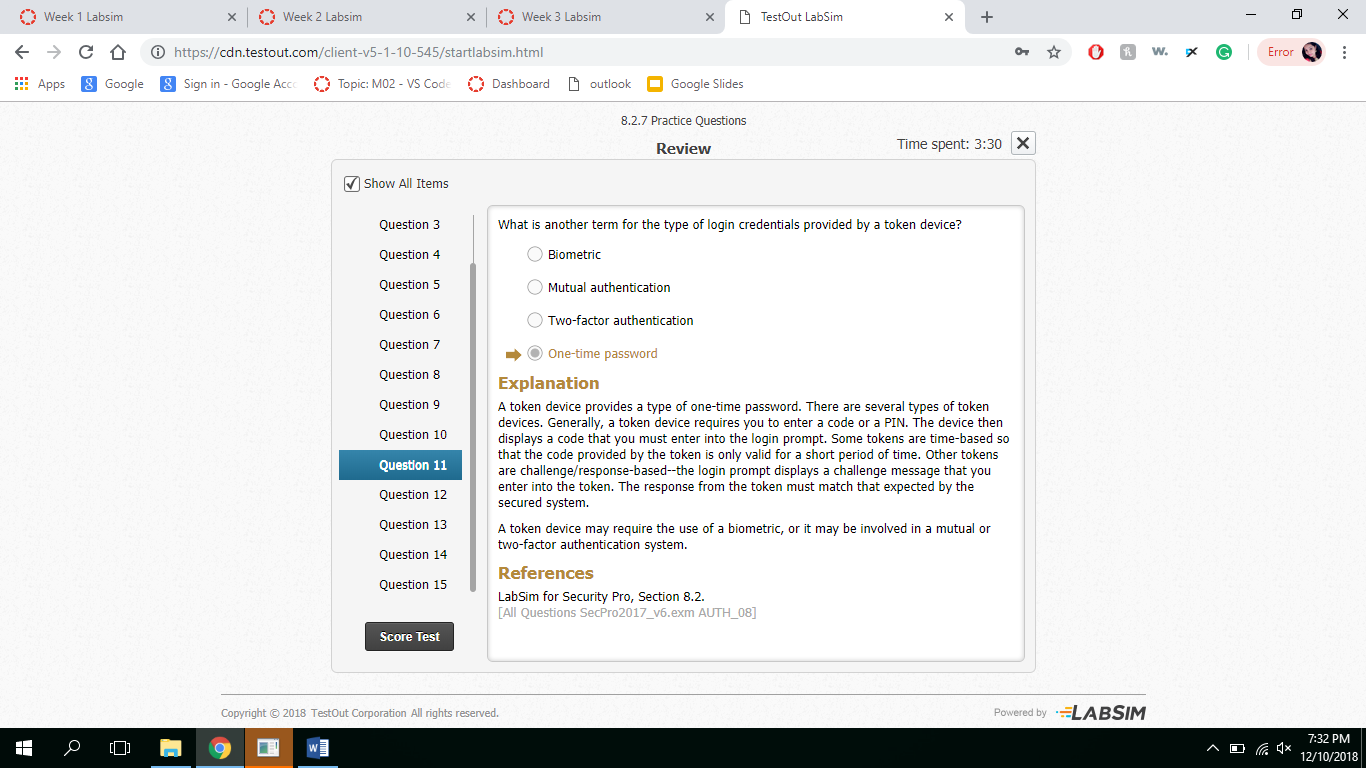 Week 1 Labsim
Week 2 Labsim
Week 3 Labsim
TestOut LabSim
https://cdn.testout.com/client-v5-1-10-545/startlabsim.html
Error
Apps
Google
Sign in - Google Acco
Topic: M02 - VS Code
Dashboard
outlook
Google Slides
8.2.7 Practice Questions
Review
Time spent: 3:30
Show All Items
Question 3
Question 4
Question 5
Question 6
Question 7
Question 8
Question 9
Question 10
Question 11
Question 12
Question 13
Question 14
Question 15
Score Test
What is another term for the type of login credentials provided by a token device?
Biometric
Mutual authentication
Two-factor authentication
One-time password
Explanation
A token device provides a type of one-time password. There are several types of token
devices. Generally, a token device requires you to enter a code or a PIN. The device then
displays a code that you must enter into the login prompt. Some tokens are time-based so
that the code provided by the token is only valid for a short period of time. Other tokens
are challenge/response-based--the login prompt displays a challenge message that you
enter into the token. The response from the token must match that expected by the
secured system.
A token device may require the use of a biometric, or it may be involved in a mutual or
two-factor authentication system.
References
LabSim for Security Pro, Section 8.2.
[All Questions SecPro2017_v6.exm AUTH_08]
Copyright © 2018 TestOut Corporation All rights reserved.
Powered by LABSIM
7:32 PM
12/10/2018